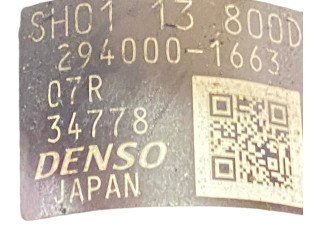 SH01 13 800D
294000-1663
07R
34778
DENSO
JAPAN